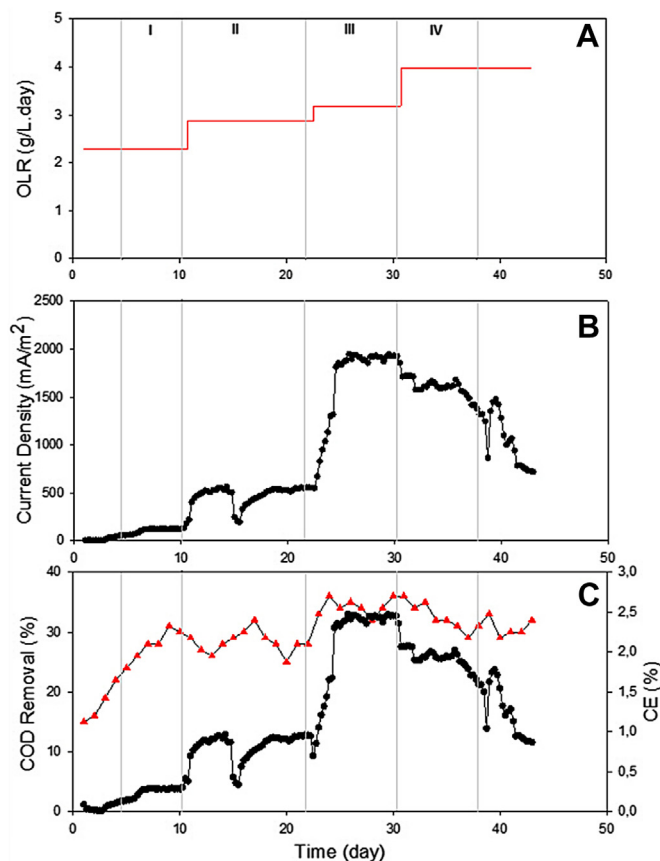 I II III IV
A
OLR (g/L.day)
5
4
3
2
1
0
0 10 20 30 40 50
B
Current Density (mA/m²)
2500
2000
1500
1000
500
0
0 10 20 30 40 50
C
COD Removal (%)
40
30
20
10
0
3,0
2,5
2,0
1,5
1,0
0,5
0,0
CE (%)
0 10 20 30 40 50
Time (day)